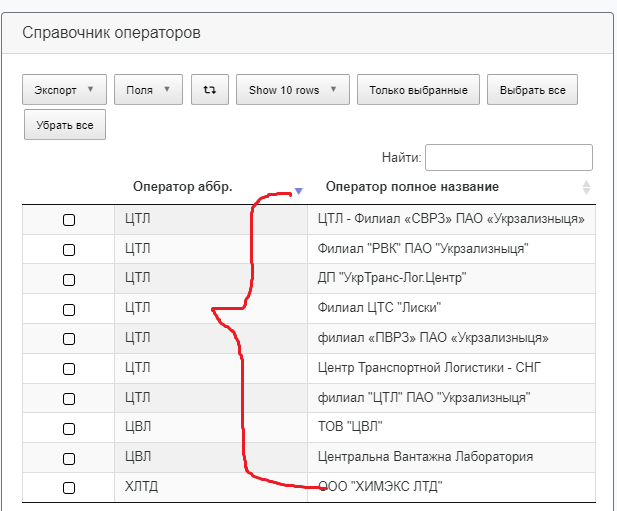 Справочник операторов
Экспорт Поля Show 10 rows Только выбранные Выбрать все
Убрать все
Найти:
Оператор аббр. Оператор полное название
ЦТЛ ЦТЛ - Филиал «СВРЗ» ПАО «Укрзализныця»
ЦТЛ Филиал "РВК" ПАО "Укрзализныця"
ЦТЛ ДП "УкрТранс-Лог.Центр"
ЦТЛ Филиал ЦТС "Лиски"
ЦТЛ филиал «ПВРЗ» ПАО «Укрзализныця»
ЦТЛ Центр Транспортной Логистики - СНГ
ЦТЛ филиал "ЦТЛ" ПАО "Укрзализныця"
ЦВЛ ТОВ "ЦВЛ"
ЦВЛ Центральна Вантажна Лаборатория
ХЛТД ООО "ХИМЭКС ЛТД"